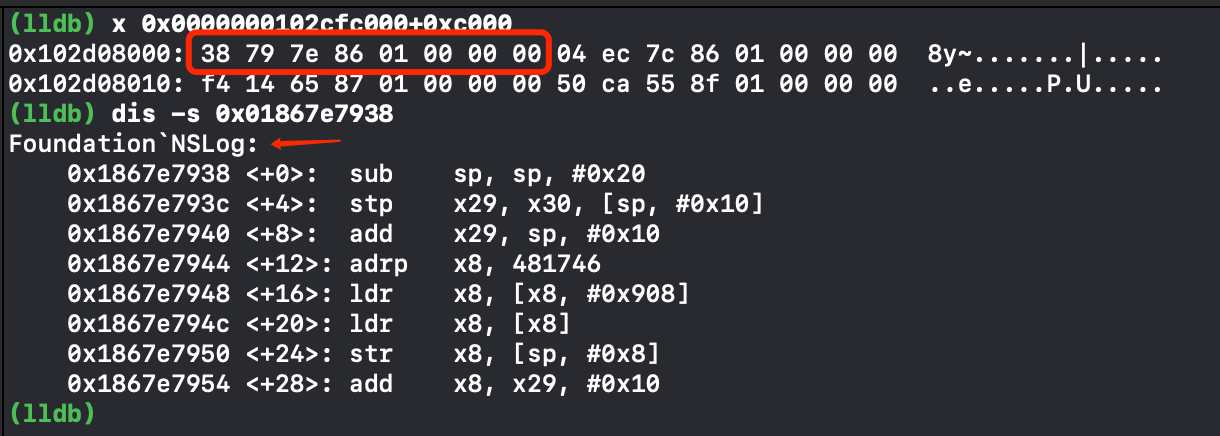 (lldb) x 0x0000000102cfc000+0xc000
0x102d08000: 38 79 7e 86 01 00 00 00 04 ec 7c 86 01 00 00 00  8y~.......|.....
0x102d08010: f4 14 65 87 01 00 00 00 50 ca 55 8f 01 00 00 00  ..e.....P.U.....
(lldb) dis -s 0x01867e7938
Foundation`NSLog:
    0x1867e7938 <+0>:  sub    sp, sp, #0x20
    0x1867e793c <+4>:  stp    x29, x30, [sp, #0x10]
    0x1867e7940 <+8>:  add    x29, sp, #0x10
    0x1867e7944 <+12>: adrp   x8, 481746
    0x1867e7948 <+16>: ldr    x8, [x8, #0x908]
    0x1867e794c <+20>: ldr    x8, [x8]
    0x1867e7950 <+24>: str    x8, [sp, #0x8]
    0x1867e7954 <+28>: add    x8, x29, #0x10
(lldb)